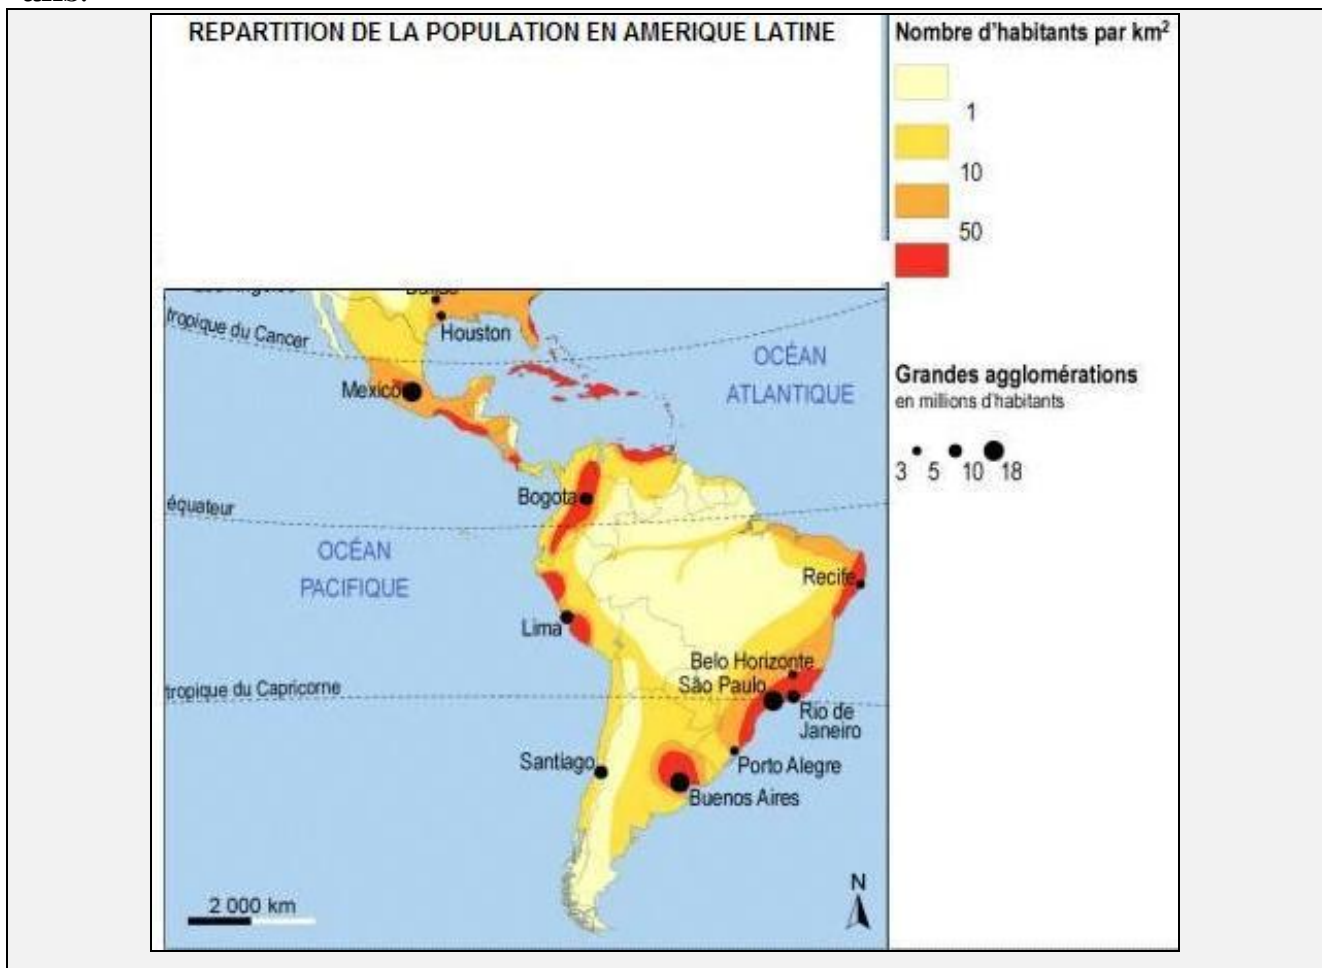 REPARTITION DE LA POPULATION EN AMERIQUE LATINE
Nombre d'habitants par km²
1
10
50
Grandes agglomérations
en millions d'habitants
3 5 10 18
tropique du Cancer
Houston
OCÉAN
ATLANTIQUE
Mexico
Bogota
équateur
OCÉAN
PACIFIQUE
Recife
Lima
Belo Horizonte
São Paulo
tropique du Capricorne
Rio de
Janeiro
Santiago
Porto Alegre
Buenos Aires
N
2 000 km